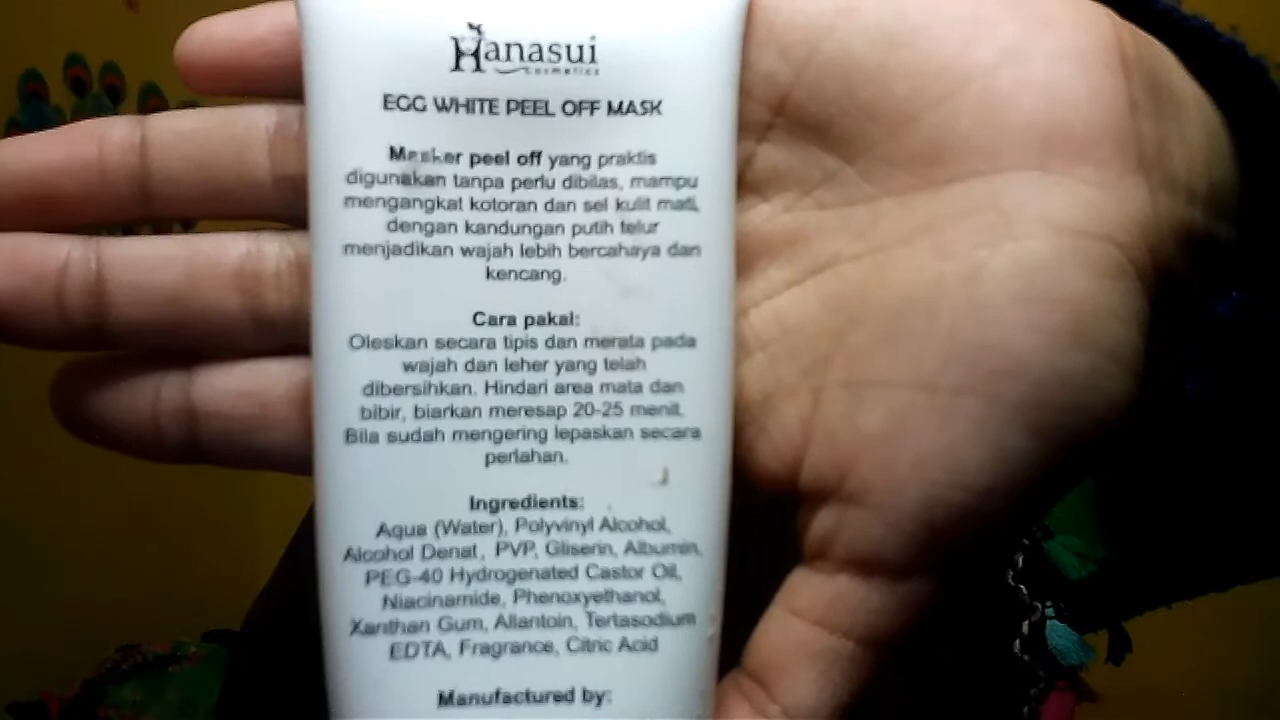 Hanasui
Cosmetics
EGG WHITE PEEL OFF MASK
Masker peel off yang praktis
digunakan tanpa perlu dibilas, mampu
mengangkat kotoran dan sel kulit mati,
dengan kandungan putih telur
menjadikan wajah lebih bercahaya dan
kencang.
Cara pakai:
Oleskan secara tipis dan merata pada
wajah dan leher yang telah
dibersihkan. Hindari area mata dan
bibir, biarkan meresap 20-25 menit.
Bila sudah mengering lepaskan secara
perlahan.
Ingredients:
Aqua (Water), Polyvinyl Alcohol,
Alcohol Denat, PVP, Gliserin, Albumin,
PEG-40 Hydrogenated Castor Oil,
Niacinamide, Phenoxyethanol,
Xanthan Gum, Allantoin, Tertasodium
EDTA, Fragrance, Citric Acid
Manufactured by: